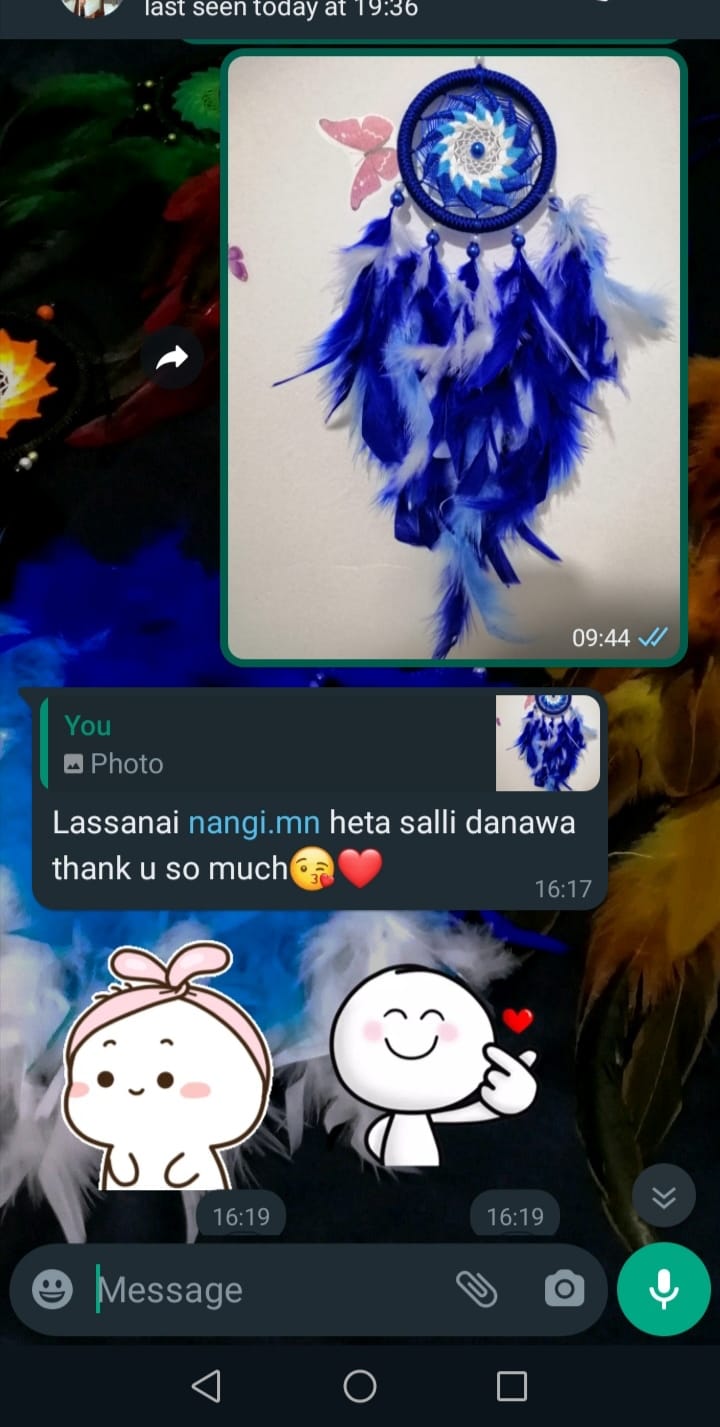 last seen today at 19:36
09:44
You
Photo
Lassanai nangi.mn heta salli danawa
thank u so much😘❤️
16:17
16:19
16:19
Message